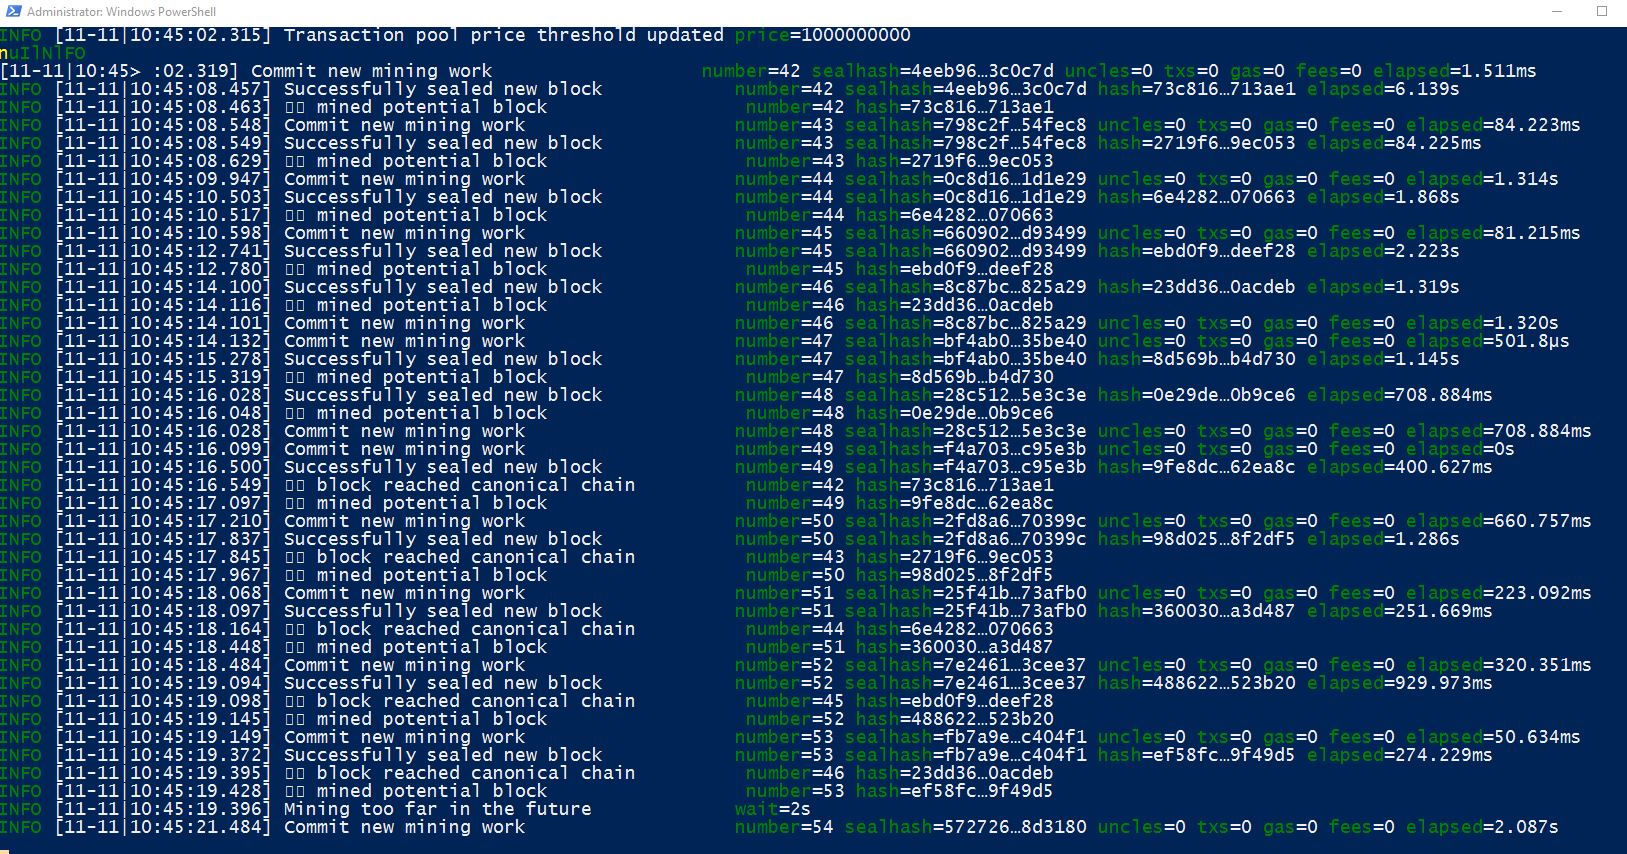 Administrator: Windows PowerShell
INFO [11-11|10:45:02.315] Transaction pool price threshold updated price=1000000000
nuIlNlFO
[11-11|10:45> :02.319] Commit new mining work number=42 sealhash=4eeb96…3c0c7d uncles=0 txs=0 gas=0 fees=0 elapsed=1.511ms
INFO [11-11|10:45:08.457] Successfully sealed new block number=42 sealhash=4eeb96…3c0c7d hash=73c816…713ae1 elapsed=6.139s
INFO [11-11|10:45:08.463] 🔨 mined potential block number=42 hash=73c816…713ae1
INFO [11-11|10:45:08.548] Commit new mining work number=43 sealhash=798c2f…54fec8 uncles=0 txs=0 gas=0 fees=0 elapsed=84.223ms
INFO [11-11|10:45:08.549] Successfully sealed new block number=43 sealhash=798c2f…54fec8 hash=2719f6…9ec053 elapsed=84.225ms
INFO [11-11|10:45:08.629] ▯▯ mined potential block number=43 hash=2719f6…9ec053
INFO [11-11|10:45:09.947] Commit new mining work number=44 sealhash=0c8d16…1d1e29 uncles=0 txs=0 gas=0 fees=0 elapsed=1.314s
INFO [11-11|10:45:10.503] Successfully sealed new block number=44 sealhash=0c8d16…1d1e29 hash=6e4282…070663 elapsed=1.868s
INFO [11-11|10:45:10.517] ▯▯ mined potential block number=44 hash=6e4282…070663
INFO [11-11|10:45:10.598] Commit new mining work number=45 sealhash=660902…d93499 uncles=0 txs=0 gas=0 fees=0 elapsed=81.215ms
INFO [11-11|10:45:12.741] Successfully sealed new block number=45 sealhash=660902…d93499 hash=ebd0f9…deef28 elapsed=2.223s
INFO [11-11|10:45:12.780] ▯▯ mined potential block number=45 hash=ebd0f9…deef28
INFO [11-11|10:45:14.100] Successfully sealed new block number=46 sealhash=8c87bc…825a29 hash=23dd36…0acdeb elapsed=1.319s
INFO [11-11|10:45:14.116] ▯▯ mined potential block number=46 hash=23dd36…0acdeb
INFO [11-11|10:45:14.101] Commit new mining work number=46 sealhash=8c87bc…825a29 uncles=0 txs=0 gas=0 fees=0 elapsed=1.320s
INFO [11-11|10:45:14.132] Commit new mining work number=47 sealhash=bf4ab0…35be40 uncles=0 txs=0 gas=0 fees=0 elapsed=501.8µs
INFO [11-11|10:45:15.278] Successfully sealed new block number=47 sealhash=bf4ab0…35be40 hash=8d569b…b4d730 elapsed=1.145s
INFO [11-11|10:45:15.319] ▯▯ mined potential block number=47 hash=8d569b…b4d730
INFO [11-11|10:45:16.028] Successfully sealed new block number=48 sealhash=28c512…5e3c3e hash=0e29de…0b9ce6 elapsed=708.884ms
INFO [11-11|10:45:16.048] ▯▯ mined potential block number=48 hash=0e29de…0b9ce6
INFO [11-11|10:45:16.028] Commit new mining work number=48 sealhash=28c512…5e3c3e uncles=0 txs=0 gas=0 fees=0 elapsed=708.884ms
INFO [11-11|10:45:16.099] Commit new mining work number=49 sealhash=f4a703…c95e3b uncles=0 txs=0 gas=0 fees=0 elapsed=0s
INFO [11-11|10:45:16.500] Successfully sealed new block number=49 sealhash=f4a703…c95e3b hash=9fe8dc…62ea8c elapsed=400.627ms
INFO [11-11|10:45:16.549] ▯▯ block reached canonical chain number=42 hash=73c816…713ae1
INFO [11-11|10:45:17.097] ▯▯ mined potential block number=49 hash=9fe8dc…62ea8c
INFO [11-11|10:45:17.210] Commit new mining work number=50 sealhash=2fd8a6…70399c uncles=0 txs=0 gas=0 fees=0 elapsed=660.757ms
INFO [11-11|10:45:17.837] Successfully sealed new block number=50 sealhash=2fd8a6…70399c hash=98d025…8f2df5 elapsed=1.286s
INFO [11-11|10:45:17.845] ▯▯ block reached canonical chain number=43 hash=2719f6…9ec053
INFO [11-11|10:45:17.967] ▯▯ mined potential block number=50 hash=98d025…8f2df5
INFO [11-11|10:45:18.068] Commit new mining work number=51 sealhash=25f41b…73afb0 uncles=0 txs=0 gas=0 fees=0 elapsed=223.092ms
INFO [11-11|10:45:18.097] Successfully sealed new block number=51 sealhash=25f41b…73afb0 hash=360030…a3d487 elapsed=251.669ms
INFO [11-11|10:45:18.164] ▯▯ block reached canonical chain number=44 hash=6e4282…070663
INFO [11-11|10:45:18.448] ▯▯ mined potential block number=51 hash=360030…a3d487
INFO [11-11|10:45:18.484] Commit new mining work number=52 sealhash=7e2461…3cee37 uncles=0 txs=0 gas=0 fees=0 elapsed=320.351ms
INFO [11-11|10:45:19.094] Successfully sealed new block number=52 sealhash=7e2461…3cee37 hash=488622…523b20 elapsed=929.973ms
INFO [11-11|10:45:19.098] ▯▯ block reached canonical chain number=45 hash=ebd0f9…deef28
INFO [11-11|10:45:19.145] ▯▯ mined potential block number=52 hash=488622…523b20
INFO [11-11|10:45:19.149] Commit new mining work number=53 sealhash=fb7a9e…c404f1 uncles=0 txs=0 gas=0 fees=0 elapsed=50.634ms
INFO [11-11|10:45:19.372] Successfully sealed new block number=53 sealhash=fb7a9e…c404f1 hash=ef58fc…9f49d5 elapsed=274.229ms
INFO [11-11|10:45:19.395] ▯▯ block reached canonical chain number=46 hash=23dd36…0acdeb
INFO [11-11|10:45:19.428] ▯▯ mined potential block number=53 hash=ef58fc…9f49d5
INFO [11-11|10:45:19.396] Mining too far in the future wait=2s
INFO [11-11|10:45:21.484] Commit new mining work number=54 sealhash=572726…8d3180 uncles=0 txs=0 gas=0 fees=0 elapsed=2.087s